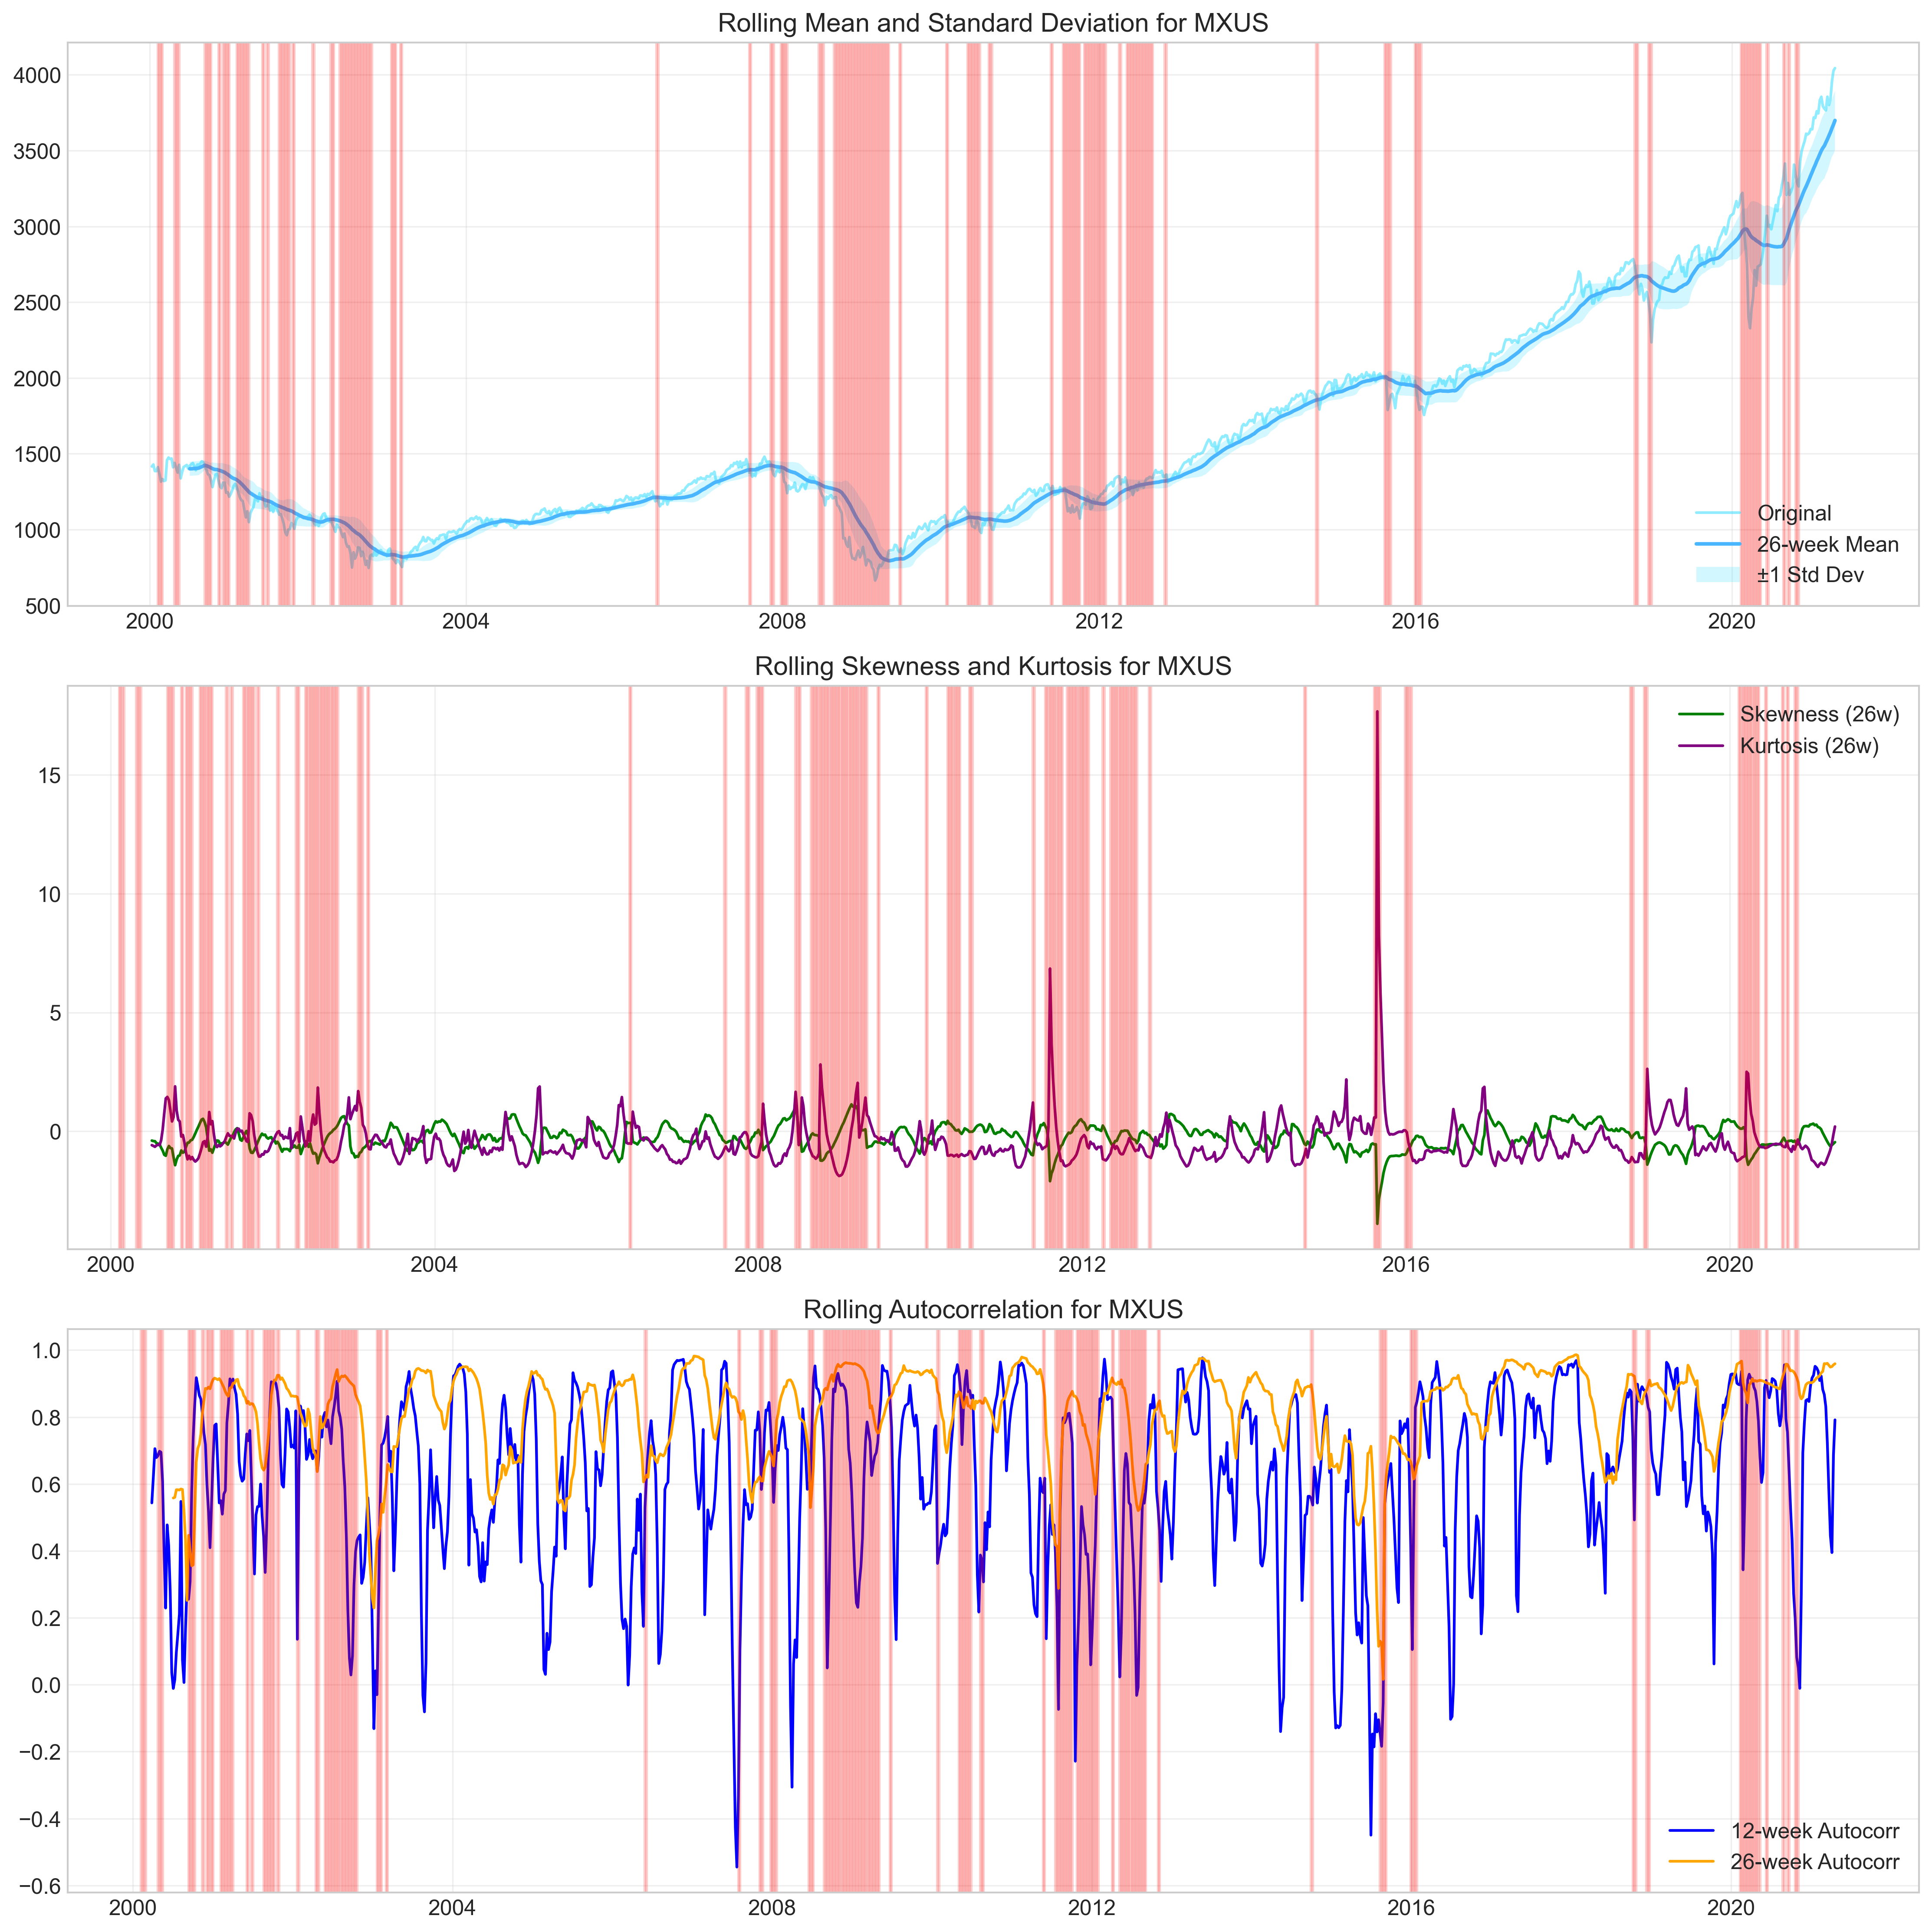 Rolling Mean and Standard Deviation for MXUS
4000
3500
3000
2500
2000
1500
1000
500
Original
26-week Mean
±1 Std Dev
2000 2004 2008 2012 2016 2020
Rolling Skewness and Kurtosis for MXUS
Skewness (26w)
Kurtosis (26w)
15
10
5
0
2000 2004 2008 2012 2016 2020
Rolling Autocorrelation for MXUS
1.0
0.8
0.6
0.4
0.2
0.0
−0.2
−0.4
−0.6
12-week Autocorr
26-week Autocorr
2000 2004 2008 2012 2016 2020